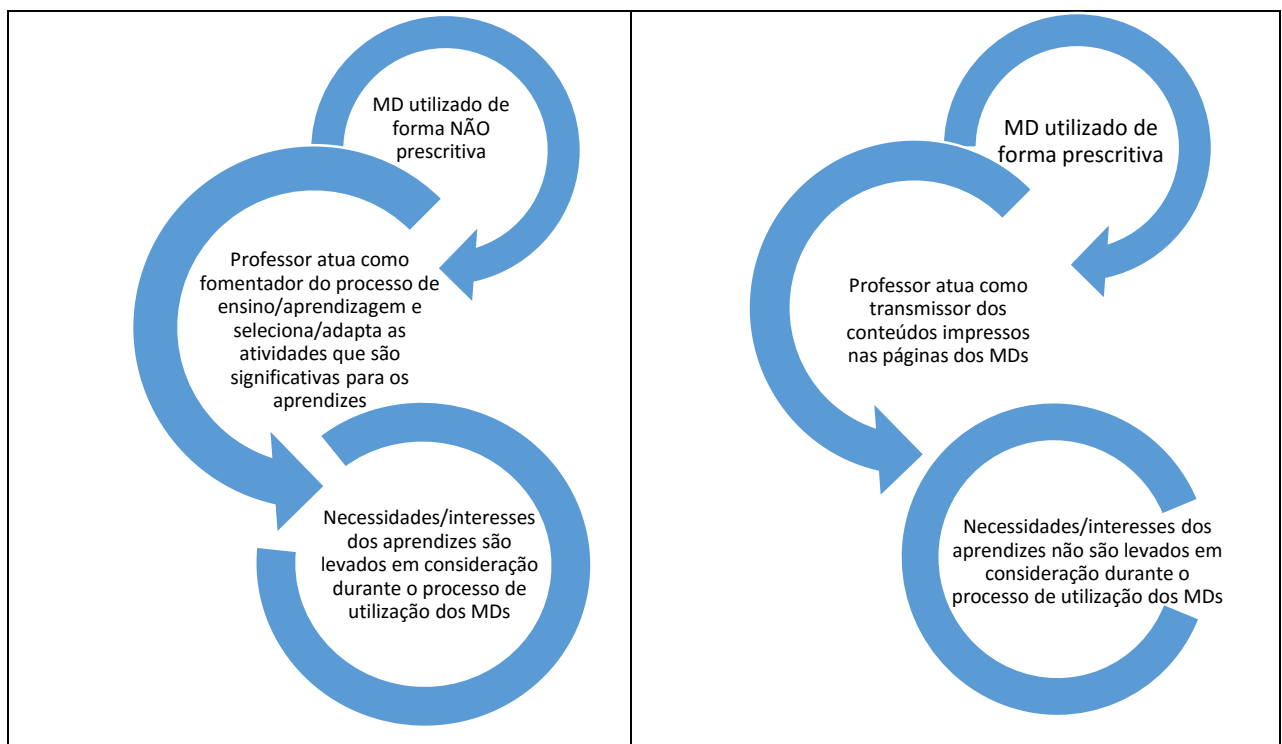 MD utilizado de
forma NÃO
prescritiva
Professor atua como
fomentador do processo de
ensino/aprendizagem e
seleciona/adapta as
atividades que são
significativas para os
aprendizes
Necessidades/interesses
dos aprendizes são
levados em consideração
durante o processo de
utilização dos MDs
MD utilizado de
forma prescritiva
Professor atua como
transmissor dos
conteúdos impressos
nas páginas dos MDs
Necessidades/interesses dos
aprendizes não são levados em
consideração durante o
processo de utilização dos MDs